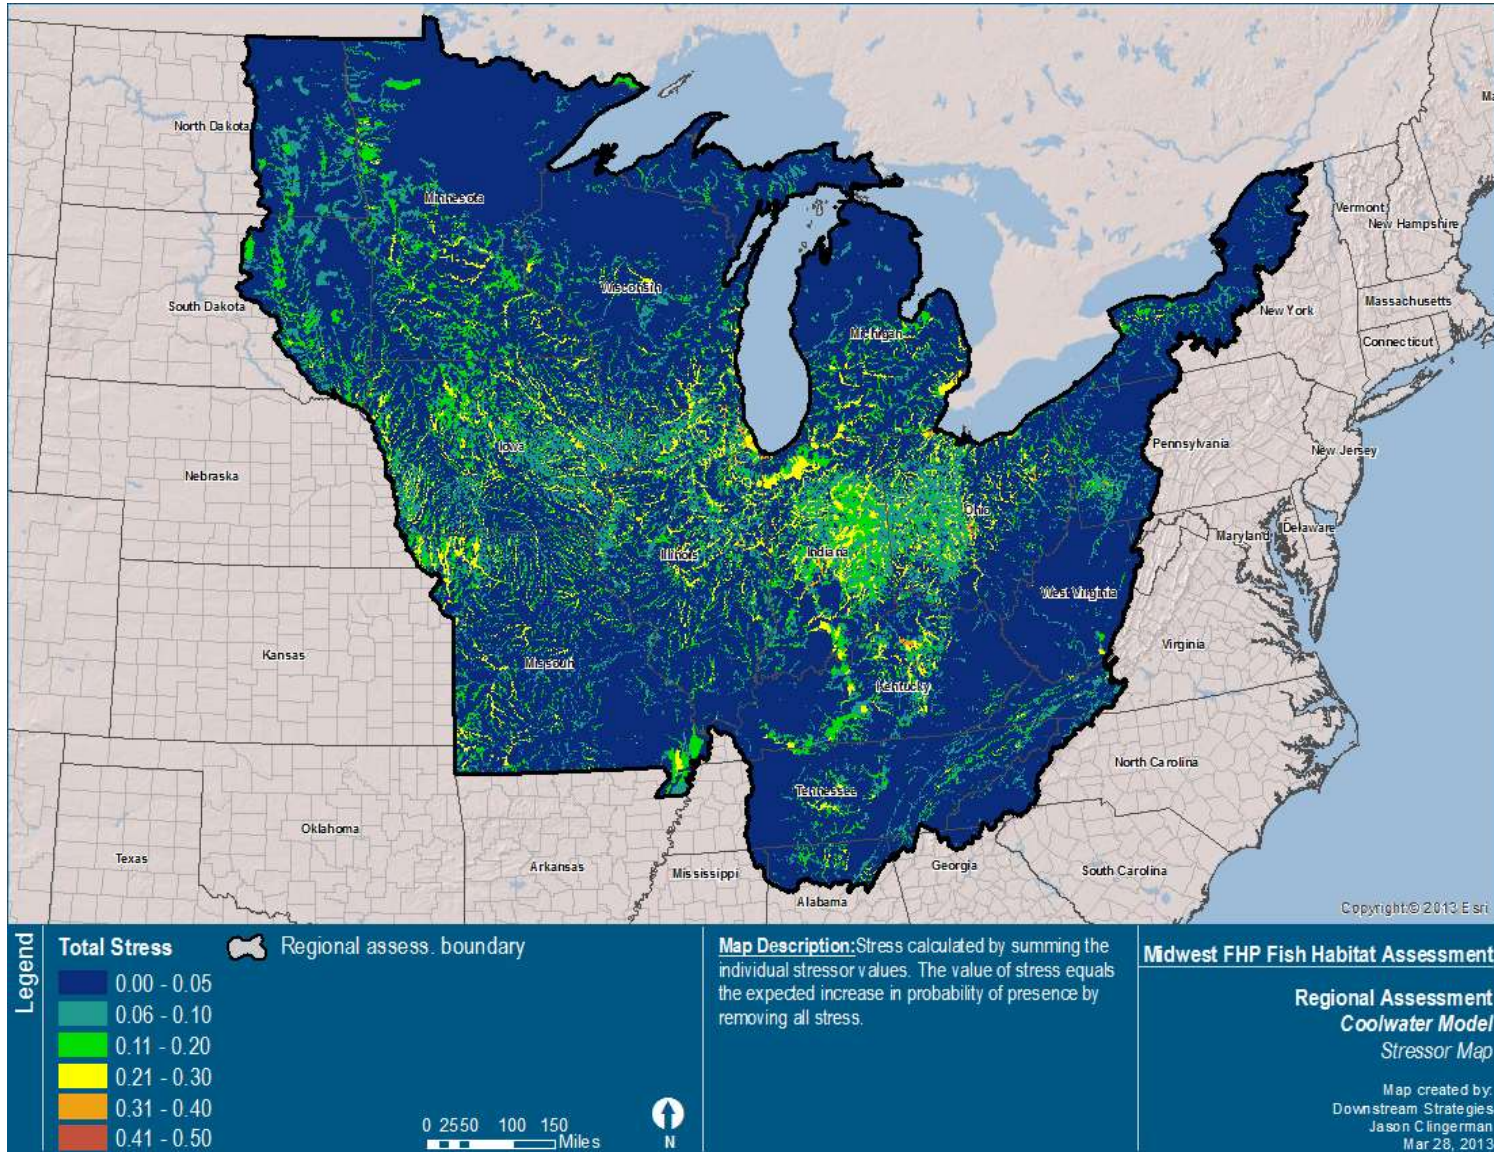 Ma
North Dakota
Minnesota
Vermont
New Hampshire
Wisconsin
South Dakota
Massachusetts
New York
Michigan
Connecticut
Iowa
Pennsylvania
New Jersey
Nebraska
Ohio
Maryland
Delaware
Illinois
Indiana
West Virginia
Virginia
Kansas
Missouri
Kentucky
North Carolina
Tennessee
Oklahoma
Texas
Arkansas
Mississippi
Georgia
South Carolina
Alabama
Copyright:© 2013 Esri
Legend
Total Stress
Regional assess. boundary
0.00 - 0.05
0.06 - 0.10
0.11 - 0.20
0.21 - 0.30
0.31 - 0.40
0.41 - 0.50
0 25 50 100 150
Miles
N
Map Description:Stress calculated by summing the
individual stressor values. The value of stress equals
the expected increase in probability of presence by
removing all stress.
Midwest FHP Fish Habitat Assessment
Regional Assessment
Coolwater Model
Stressor Map
Map created by:
Downstream Strategies
Jason Clingerman
Mar 28, 2013